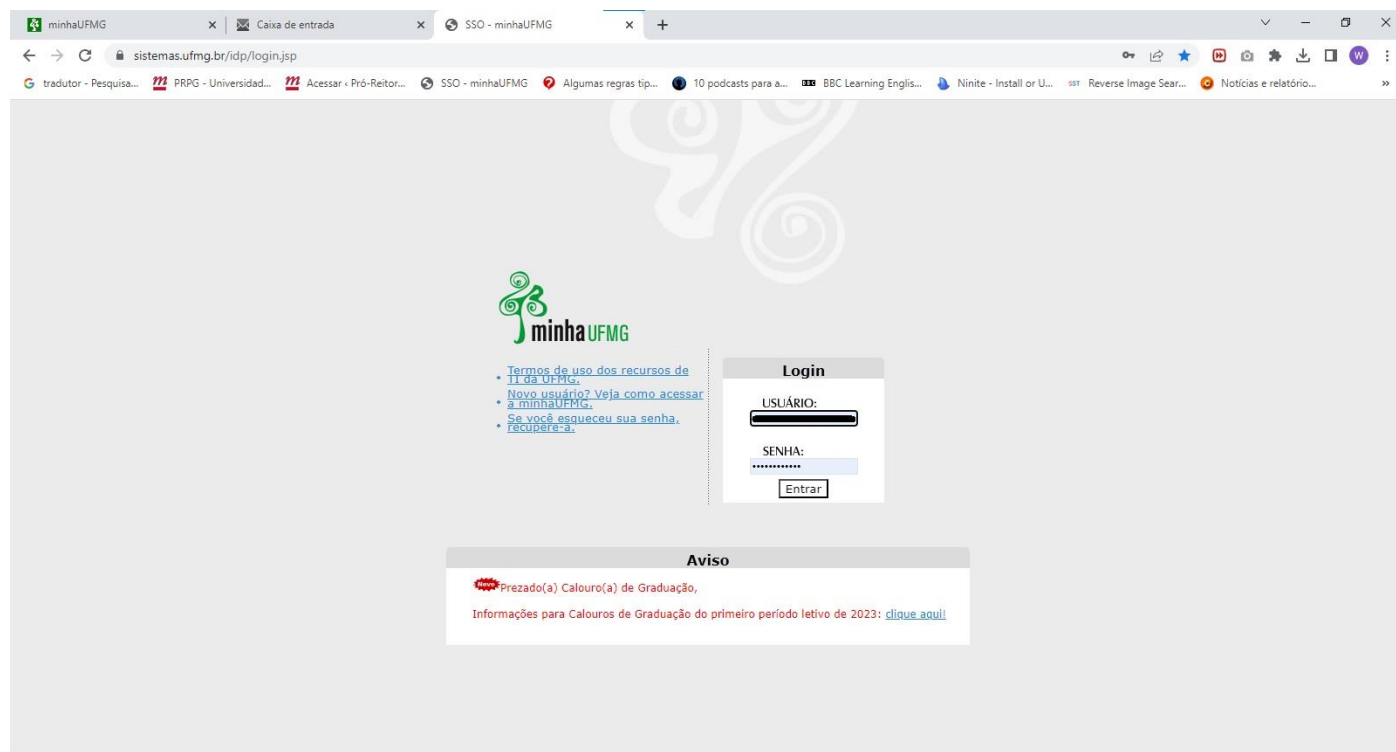 minhaUFMG
Caixa de entrada
SSO - minhaUFMG
sistemas.ufmg.br/idp/login.jsp
W
tradutor - Pesquisa...
PRPG - Universidad...
Acessar ‹ Pró-Reitor...
SSO - minhaUFMG
Algumas regras tip...
10 podcasts para a...
BBC Learning Englis...
Ninite - Install or U...
SST Reverse Image Sear...
Notícias e relatório...
»
minhaUFMG
• Termos de uso dos recursos de
TI da UFMG.
• Novo usuário? Veja como acessar
a minhaUFMG.
• Se você esqueceu sua senha,
recupere-a.
Login
USUÁRIO:
SENHA:
••••••••••••
Entrar
Aviso
Novo Prezado(a) Calouro(a) de Graduação,
Informações para Calouros de Graduação do primeiro período letivo de 2023: clique aqui!